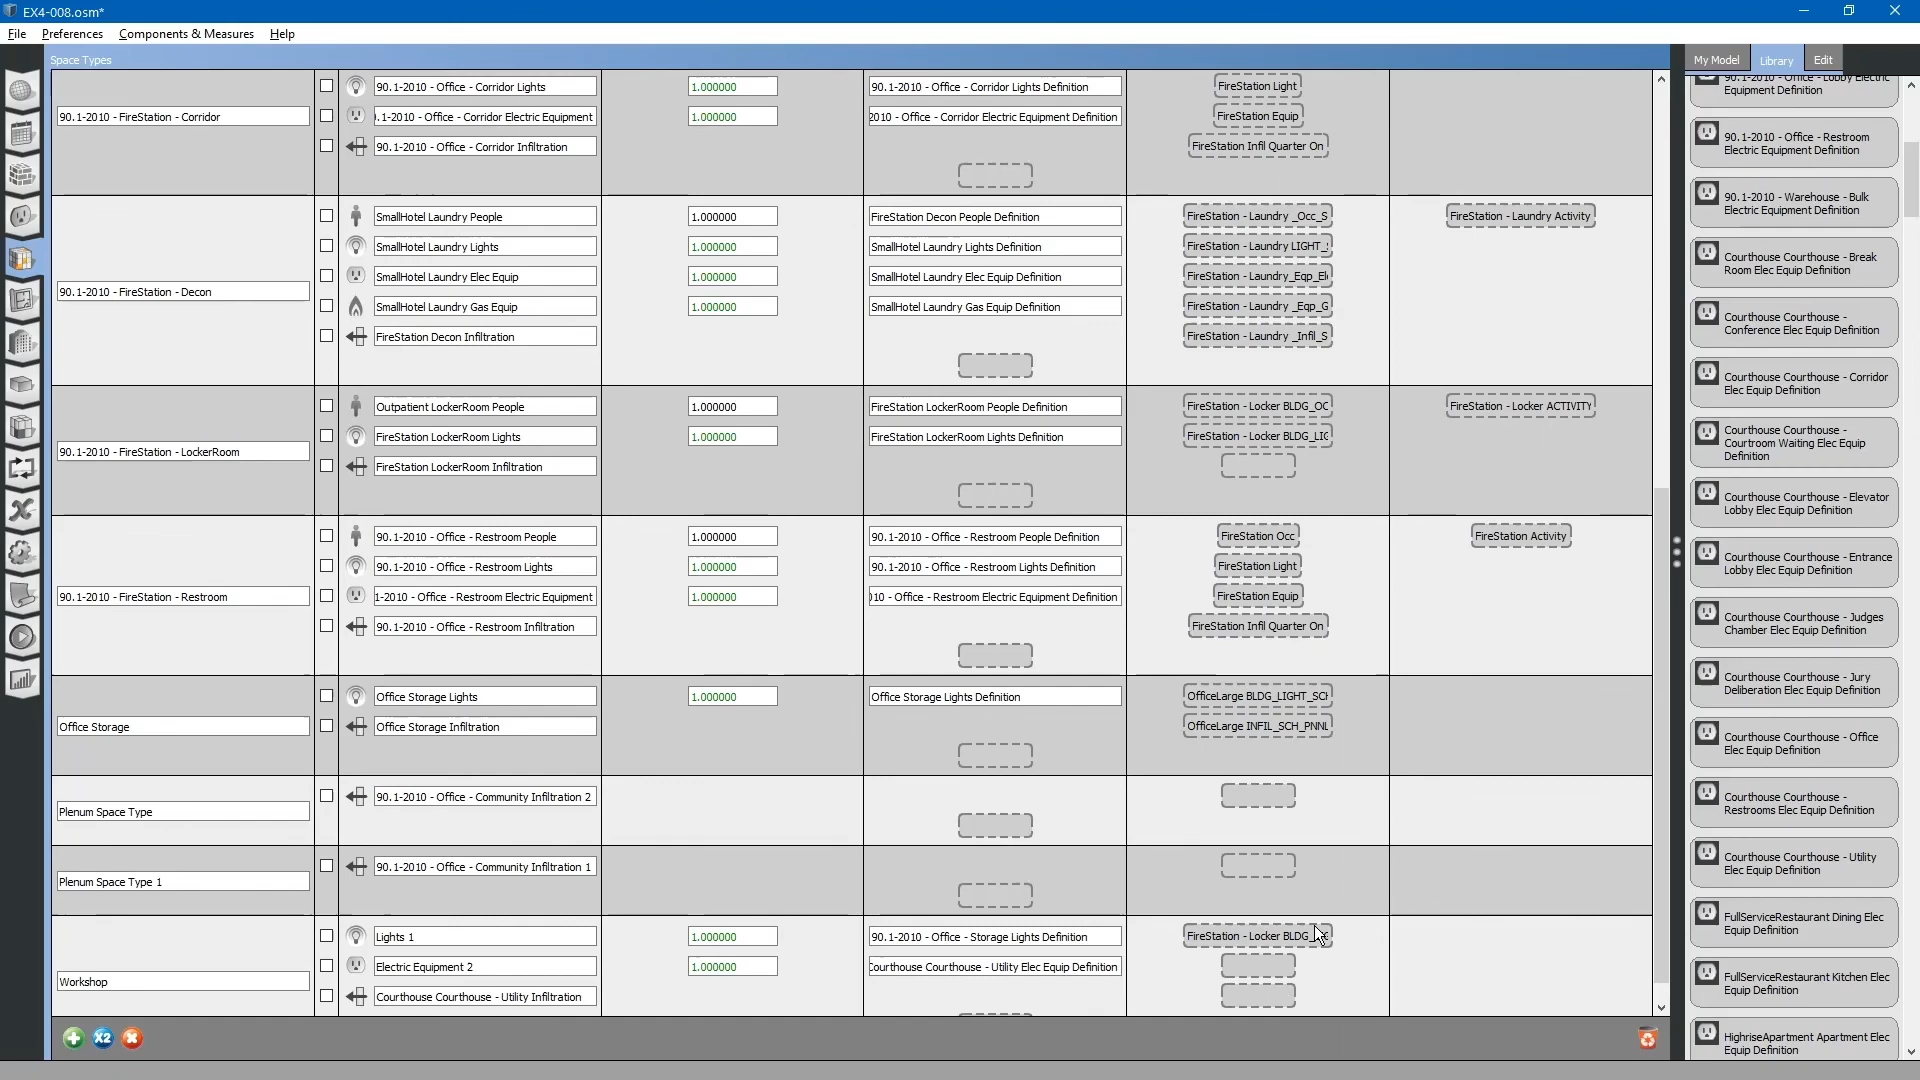 EX4-008.osm*
File Preferences Components & Measures Help
Space Types
My Model Library Edit
90.1-2010 - FireStation - Corridor
90.1-2010 - Office - Corridor Lights 1.000000 90.1-2010 - Office - Corridor Lights Definition FireStation Light
.1-2010 - Office - Corridor Electric Equipment 1.000000 2010 - Office - Corridor Electric Equipment Definition FireStation Equip
90.1-2010 - Office - Corridor Infiltration FireStation Infil Quarter On
90.1-2010 - FireStation - Decon
SmallHotel Laundry People 1.000000 FireStation Decon People Definition FireStation - Laundry _Occ_S FireStation - Laundry Activity
SmallHotel Laundry Lights 1.000000 SmallHotel Laundry Lights Definition FireStation - Laundry LIGHT_
SmallHotel Laundry Elec Equip 1.000000 SmallHotel Laundry Elec Equip Definition FireStation - Laundry _Eqp_El
SmallHotel Laundry Gas Equip 1.000000 SmallHotel Laundry Gas Equip Definition FireStation - Laundry _Eqp_G
FireStation Decon Infiltration FireStation - Laundry _Infil_S
90.1-2010 - FireStation - LockerRoom
Outpatient LockerRoom People 1.000000 FireStation LockerRoom People Definition FireStation - Locker BLDG_OC FireStation - Locker ACTIVITY
FireStation LockerRoom Lights 1.000000 FireStation LockerRoom Lights Definition FireStation - Locker BLDG_LIG
FireStation LockerRoom Infiltration
90.1-2010 - FireStation - Restroom
90.1-2010 - Office - Restroom People 1.000000 90.1-2010 - Office - Restroom People Definition FireStation Occ FireStation Activity
90.1-2010 - Office - Restroom Lights 1.000000 90.1-2010 - Office - Restroom Lights Definition FireStation Light
1-2010 - Office - Restroom Electric Equipment 1.000000 010 - Office - Restroom Electric Equipment Definition FireStation Equip
90.1-2010 - Office - Restroom Infiltration FireStation Infil Quarter On
Office Storage
Office Storage Lights 1.000000 Office Storage Lights Definition OfficeLarge BLDG_LIGHT_SCH
Office Storage Infiltration OfficeLarge INFIL_SCH_PNNL
Plenum Space Type
90.1-2010 - Office - Community Infiltration 2
Plenum Space Type 1
90.1-2010 - Office - Community Infiltration 1
Workshop
Lights 1 1.000000 90.1-2010 - Office - Storage Lights Definition FireStation - Locker BLDG_
Electric Equipment 2 1.000000 Courthouse Courthouse - Utility Elec Equip Definition
Courthouse Courthouse - Utility Infiltration
X2
90.1-2010 - Office - Lobby Electric
Equipment Definition
90.1-2010 - Office - Restroom
Electric Equipment Definition
90.1-2010 - Warehouse - Bulk
Electric Equipment Definition
Courthouse Courthouse - Break
Room Elec Equip Definition
Courthouse Courthouse -
Conference Elec Equip Definition
Courthouse Courthouse - Corridor
Elec Equip Definition
Courthouse Courthouse -
Courtroom Waiting Elec Equip
Definition
Courthouse Courthouse - Elevator
Lobby Elec Equip Definition
Courthouse Courthouse - Entrance
Lobby Elec Equip Definition
Courthouse Courthouse - Judges
Chamber Elec Equip Definition
Courthouse Courthouse - Jury
Deliberation Elec Equip Definition
Courthouse Courthouse - Office
Elec Equip Definition
Courthouse Courthouse -
Restrooms Elec Equip Definition
Courthouse Courthouse - Utility
Elec Equip Definition
FullServiceRestaurant Dining Elec
Equip Definition
FullServiceRestaurant Kitchen Elec
Equip Definition
HighriseApartment Apartment Elec
Equip Definition